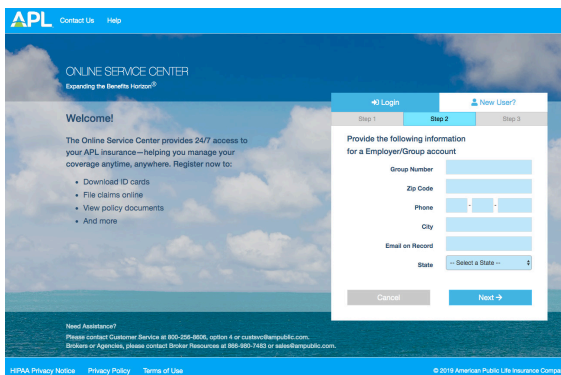 APL Contact Us Help
ONLINE SERVICE CENTER
Expanding the Benefits Horizon®
Login New User?
Step 1 Step 2 Step 3
Welcome!
The Online Service Center provides 24/7 access to
your APL insurance—helping you manage your
coverage anytime, anywhere. Register now to:
• Download ID cards
• File claims online
• View policy documents
• And more
Provide the following information
for a Employer/Group account
Group Number
Zip Code
Phone - -
City
Email on Record
State -- Select a State --
Cancel Next →
Need Assistance?
Please contact Customer Service at 800-256-8606, option 4 or custsvc@ampublic.com.
Brokers or Agencies, please contact Broker Resources at 866-980-7483 or sales@ampublic.com.
HIPAA Privacy Notice Privacy Policy Terms of Use © 2019 American Public Life Insurance Compa